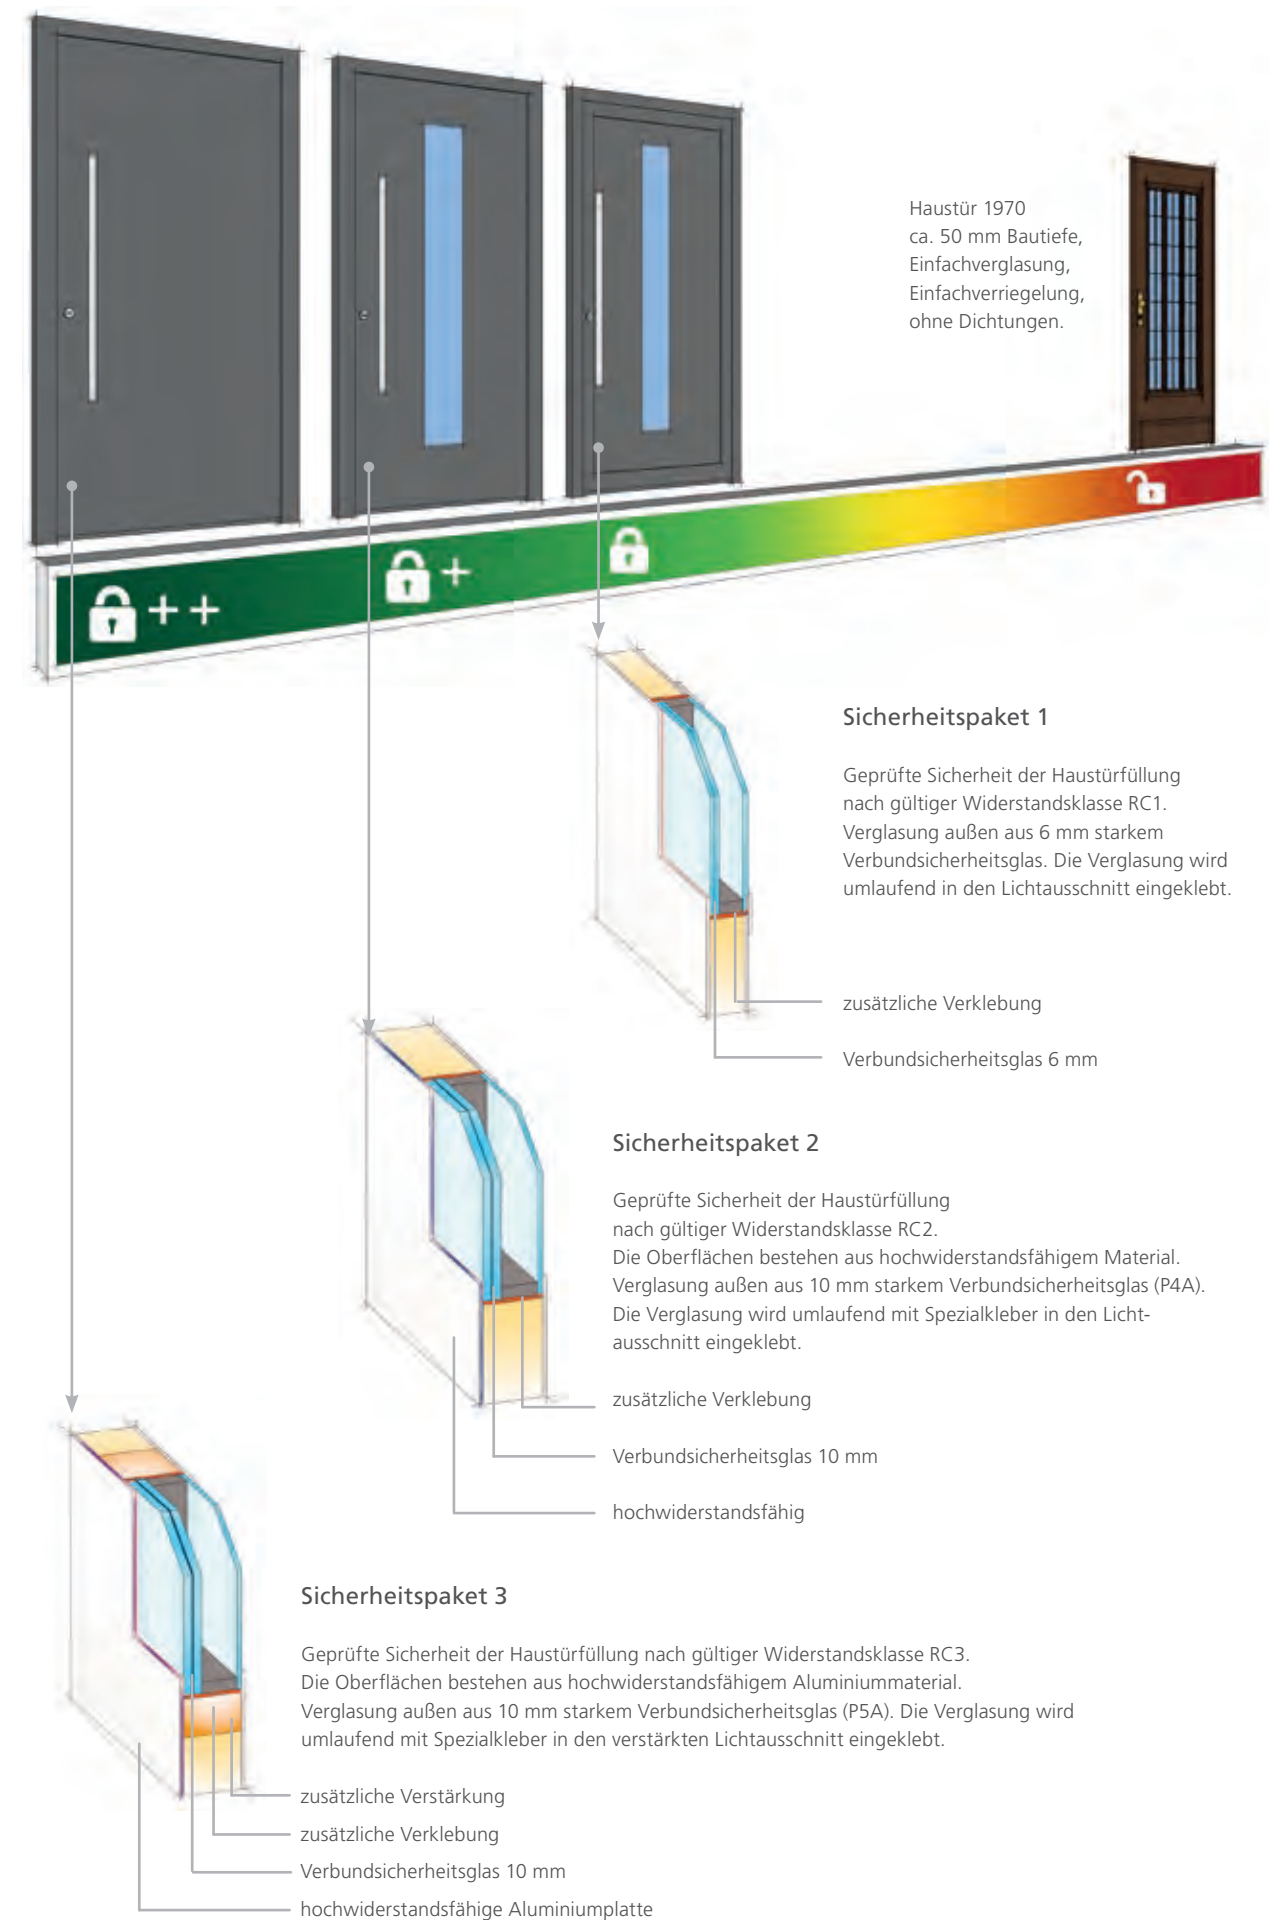 Haustür 1970
ca. 50 mm Bautiefe,
Einfachverglasung,
Einfachverriegelung,
ohne Dichtungen.
++
+
Sicherheitspaket 1
Geprüfte Sicherheit der Haustürfüllung
nach gültiger Widerstandsklasse RC1.
Verglasung außen aus 6 mm starkem
Verbundsicherheitsglas. Die Verglasung wird
umlaufend in den Lichtausschnitt eingeklebt.
zusätzliche Verklebung
Verbundsicherheitsglas 6 mm
Sicherheitspaket 2
Geprüfte Sicherheit der Haustürfüllung
nach gültiger Widerstandsklasse RC2.
Die Oberflächen bestehen aus hochwiderstandsfähigem Material.
Verglasung außen aus 10 mm starkem Verbundsicherheitsglas (P4A).
Die Verglasung wird umlaufend mit Spezialkleber in den Licht-
ausschnitt eingeklebt.
zusätzliche Verklebung
Verbundsicherheitsglas 10 mm
hochwiderstandsfähig
Sicherheitspaket 3
Geprüfte Sicherheit der Haustürfüllung nach gültiger Widerstandsklasse RC3.
Die Oberflächen bestehen aus hochwiderstandsfähigem Aluminiummaterial.
Verglasung außen aus 10 mm starkem Verbundsicherheitsglas (P5A). Die Verglasung wird
umlaufend mit Spezialkleber in den verstärkten Lichtausschnitt eingeklebt.
zusätzliche Verstärkung
zusätzliche Verklebung
Verbundsicherheitsglas 10 mm
hochwiderstandsfähige Aluminiumplatte